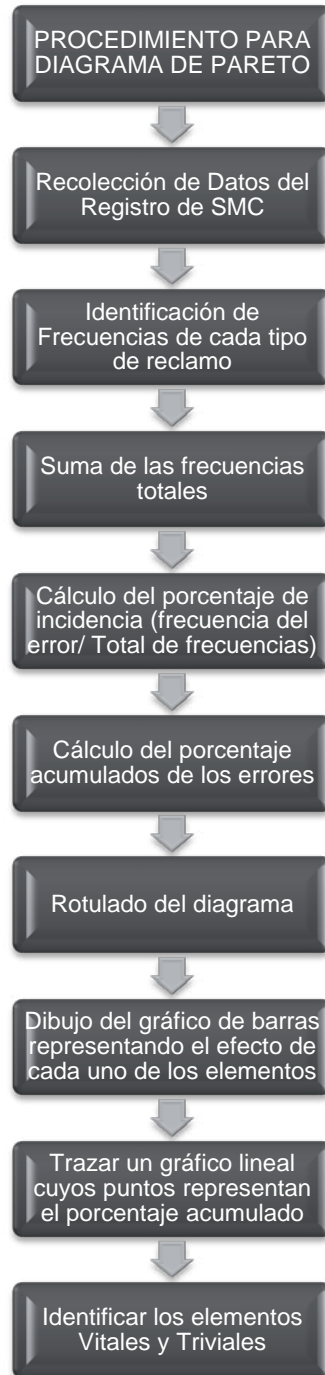 PROCEDIMIENTO PARA
DIAGRAMA DE PARETO
Recolección de Datos del
Registro de SMC
Identificación de
Frecuencias de cada tipo
de reclamo
Suma de las frecuencias
totales
Cálculo del porcentaje de
incidencia (frecuencia del
error/ Total de frecuencias)
Cálculo del porcentaje
acumulados de los errores
Rotulado del diagrama
Dibujo del gráfico de barras
representando el efecto de
cada uno de los elementos
Trazar un gráfico lineal
cuyos puntos representan
el porcentaje acumulado
Identificar los elementos
Vitales y Triviales